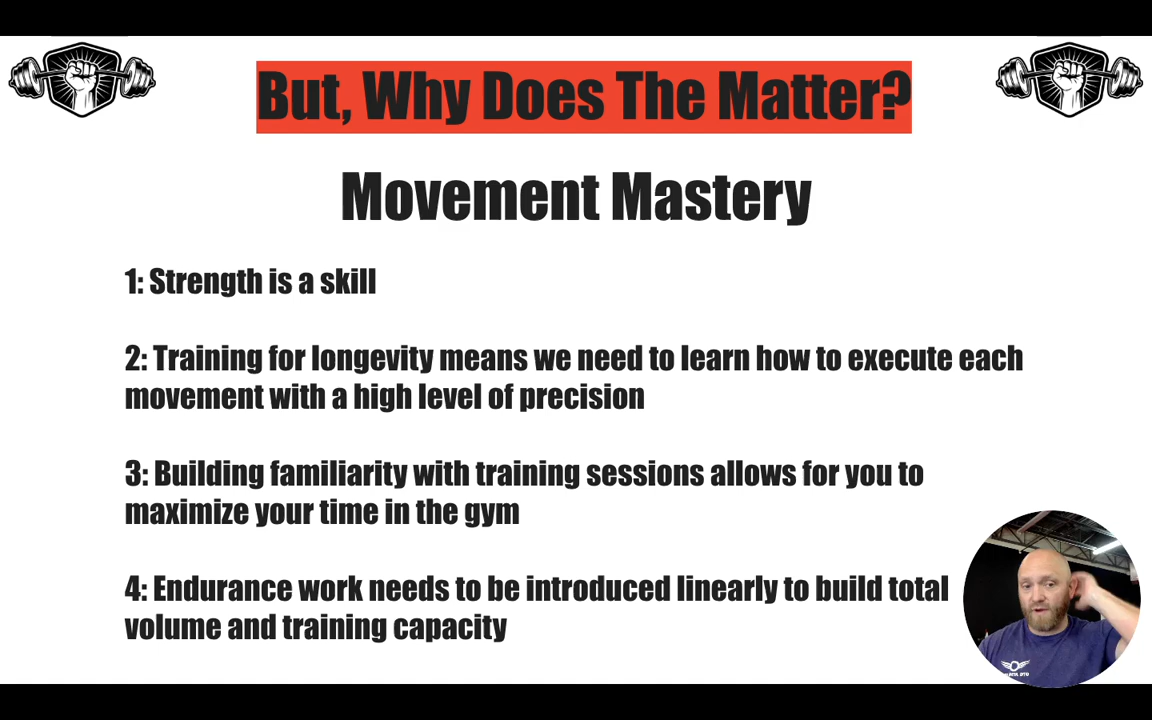 But, Why Does The Matter?
Movement Mastery
1: Strength is a skill
2: Training for longevity means we need to learn how to execute each
movement with a high level of precision
3: Building familiarity with training sessions allows for you to
maximize your time in the gym
4: Endurance work needs to be introduced linearly to build total
volume and training capacity